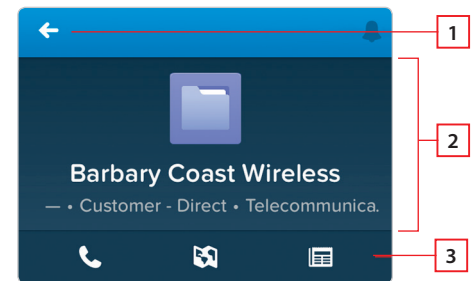 1
2
Barbary Coast Wireless
— • Customer - Direct • Telecommunica.
3